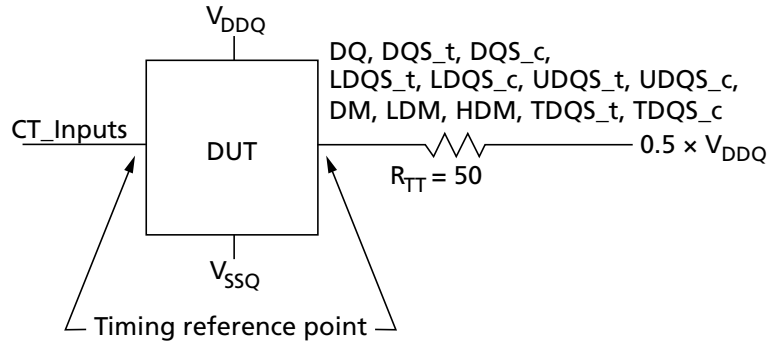 V_DDQ
DQ, DQS_t, DQS_c,
LDQS_t, LDQS_c, UDQS_t, UDQS_c,
DM, LDM, HDM, TDQS_t, TDQS_c
CT_Inputs
DUT
0.5 × V_DDQ
R_TT = 50
V_SSQ
Timing reference point